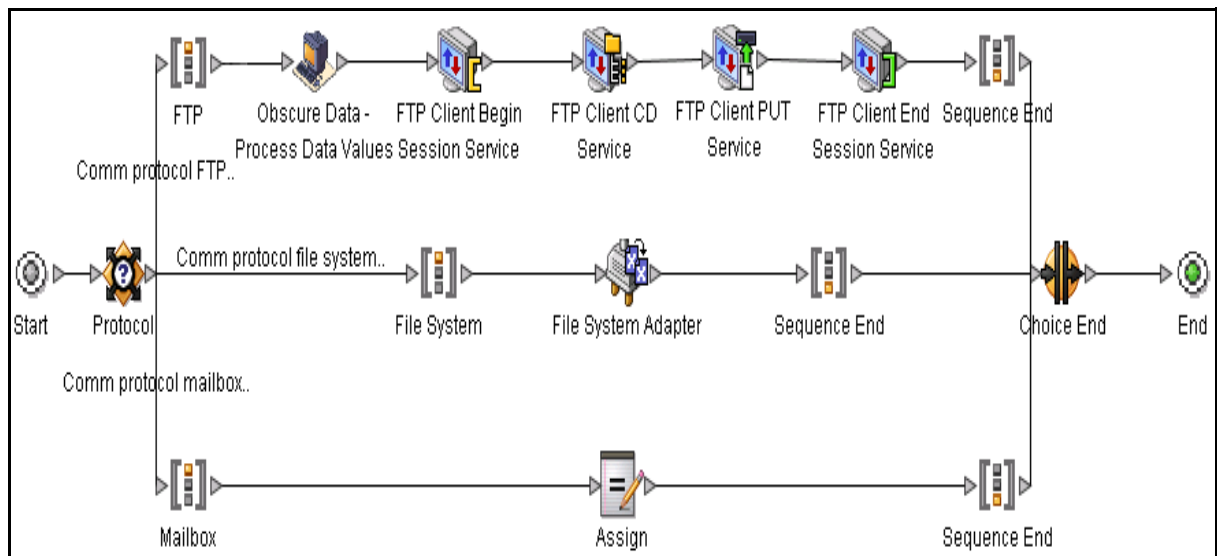 FTP
Obscure Data -
Process Data Values
FTP Client Begin
Session Service
FTP Client CD
Service
FTP Client PUT
Service
FTP Client End
Session Service
Sequence End
Comm protocol FTP..
Comm protocol file system..
Start
Protocol
File System
File System Adapter
Sequence End
Choice End
End
Comm protocol mailbox..
Mailbox
Assign
Sequence End